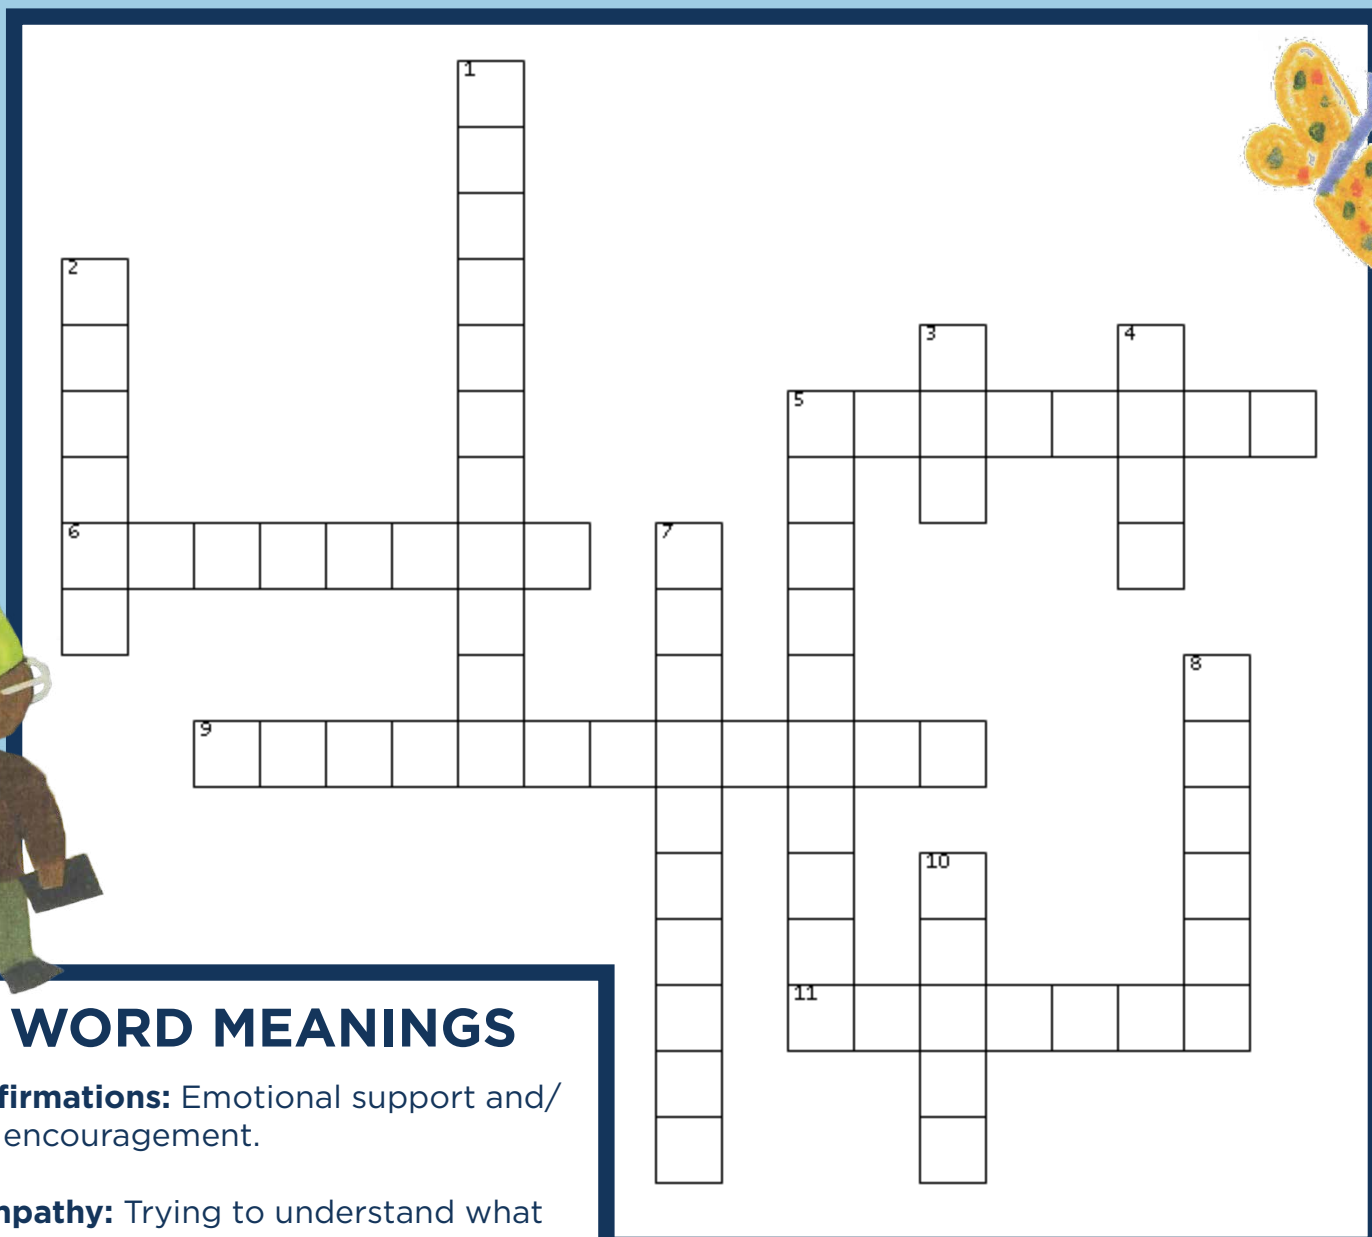 1
2
3
4
5
6
7
8
9
10
11
WORD MEANINGS
firmations: Emotional support and/
encouragement.
npathy: Trying to understand what